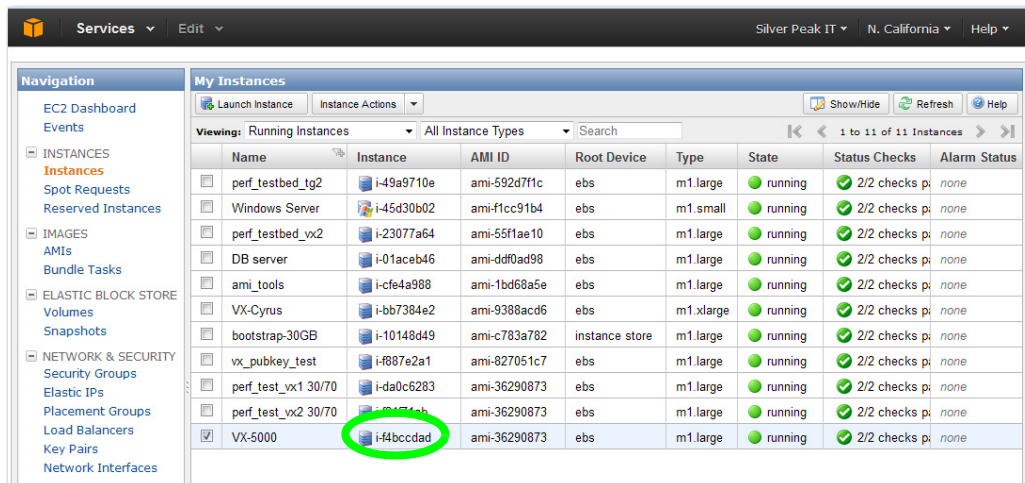 Services Edit Silver Peak IT N. California Help
Navigation
EC2 Dashboard
Events
INSTANCES
Instances
Spot Requests
Reserved Instances
IMAGES
AMIs
Bundle Tasks
ELASTIC BLOCK STORE
Volumes
Snapshots
NETWORK & SECURITY
Security Groups
Elastic IPs
Placement Groups
Load Balancers
Key Pairs
Network Interfaces
My Instances
Launch Instance Instance Actions Show/Hide Refresh Help
Viewing: Running Instances All Instance Types Search 1 to 11 of 11 Instances
Name Instance AMI ID Root Device Type State Status Checks Alarm Status
perf_testbed_tg2 i-49a9710e ami-592d7f1c ebs m1.large running 2/2 checks pa none
Windows Server i-45d30b02 ami-f1cc91b4 ebs m1.small running 2/2 checks pa none
perf_testbed_vx2 i-23077a64 ami-55f1ae10 ebs m1.large running 2/2 checks pa none
DB server i-01aceb46 ami-ddf0ad98 ebs m1.large running 2/2 checks pa none
ami_tools i-cfe4a988 ami-1bd68a5e ebs m1.large running 2/2 checks pa none
VX-Cyrus i-bb7384e2 ami-9388acd6 ebs m1.xlarge running 2/2 checks pa none
bootstrap-30GB i-10148d49 ami-c783a782 instance store m1.large running 2/2 checks pa none
vx_pubkey_test i-f887e2a1 ami-827051c7 ebs m1.large running 2/2 checks pa none
perf_test_vx1 30/70 i-da0c6283 ami-36290873 ebs m1.large running 2/2 checks pa none
perf_test_vx2 30/70 ami-36290873 ebs m1.large running 2/2 checks pa none
VX-5000 i-f4bccdad ami-36290873 ebs m1.large running 2/2 checks pa none